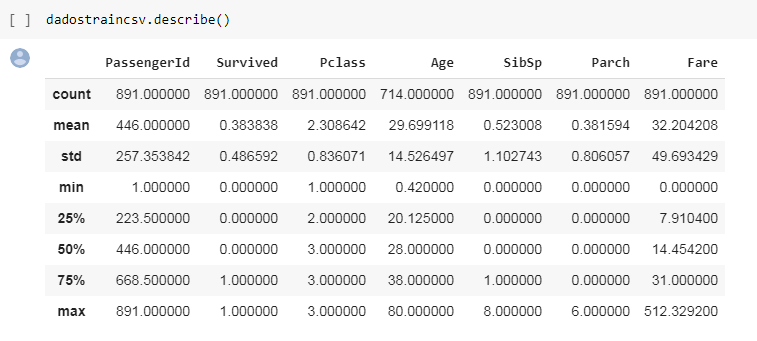 [ ] dadostraincsv.describe()
PassengerId Survived Pclass Age SibSp Parch Fare
count 891.000000 891.000000 891.000000 714.000000 891.000000 891.000000 891.000000
mean 446.000000 0.383838 2.308642 29.699118 0.523008 0.381594 32.204208
std 257.353842 0.486592 0.836071 14.526497 1.102743 0.806057 49.693429
min 1.000000 0.000000 1.000000 0.420000 0.000000 0.000000 0.000000
25% 223.500000 0.000000 2.000000 20.125000 0.000000 0.000000 7.910400
50% 446.000000 0.000000 3.000000 28.000000 0.000000 0.000000 14.454200
75% 668.500000 1.000000 3.000000 38.000000 1.000000 0.000000 31.000000
max 891.000000 1.000000 3.000000 80.000000 8.000000 6.000000 512.329200